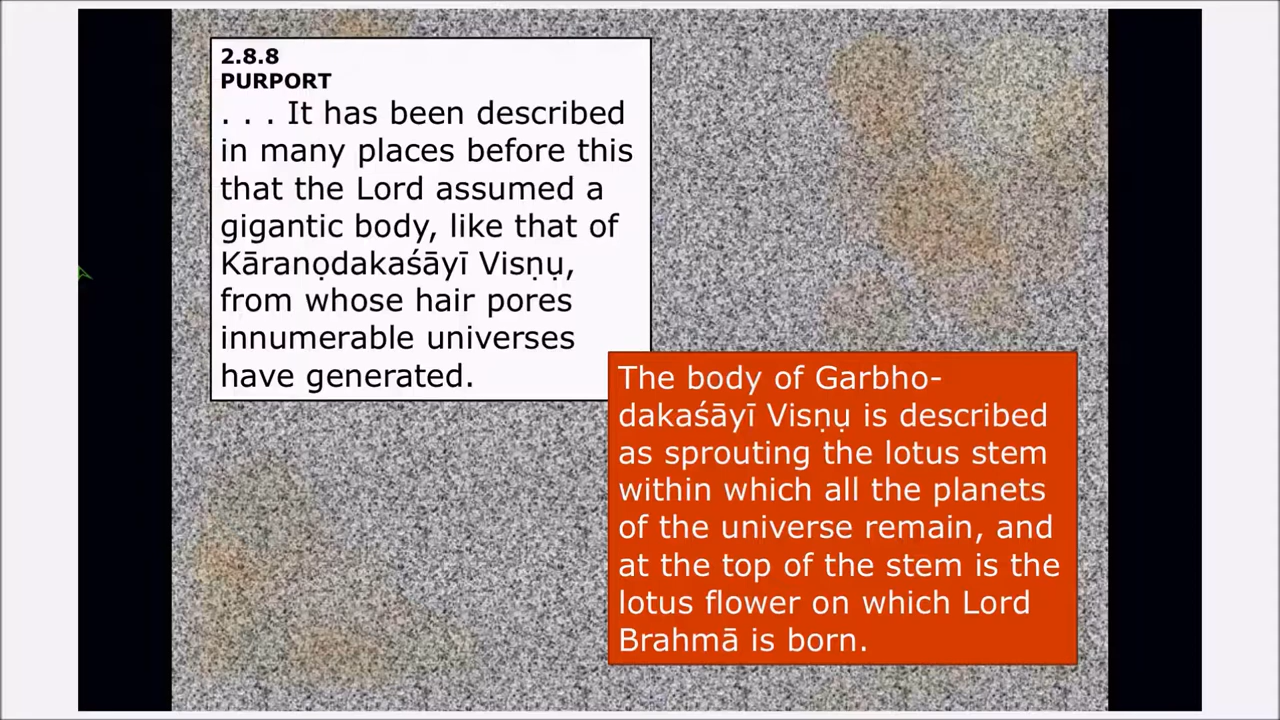 2.8.8
PURPORT
. . . It has been described
in many places before this
that the Lord assumed a
gigantic body, like that of
Kāranọdakaśāyī Visṇụ,
from whose hair pores
innumerable universes
have generated.
The body of Garbho-
dakaśāyī Visṇụ is described
as sprouting the lotus stem
within which all the planets
of the universe remain, and
at the top of the stem is the
lotus flower on which Lord
Brahmā is born.